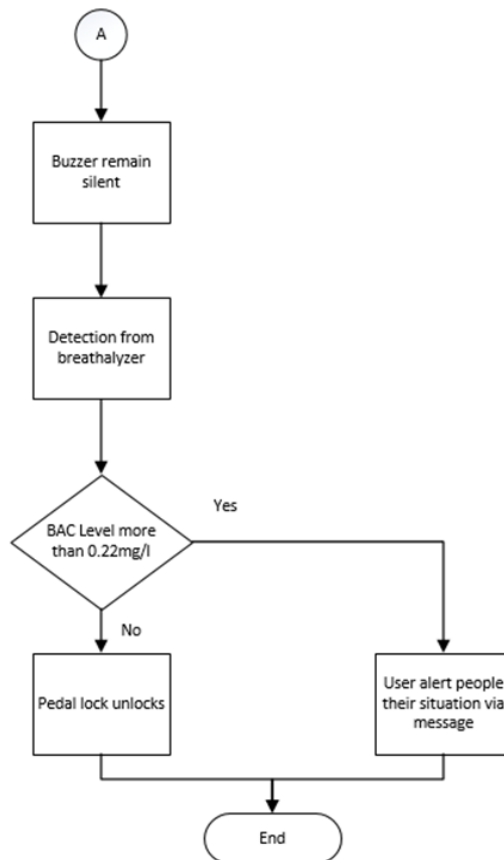 A
Buzzer remain
silent
Detection from
breathalyzer
Yes
BAC Level more
than 0.22mg/l
No
Pedal lock unlocks
User alert people
their situation via
message
End